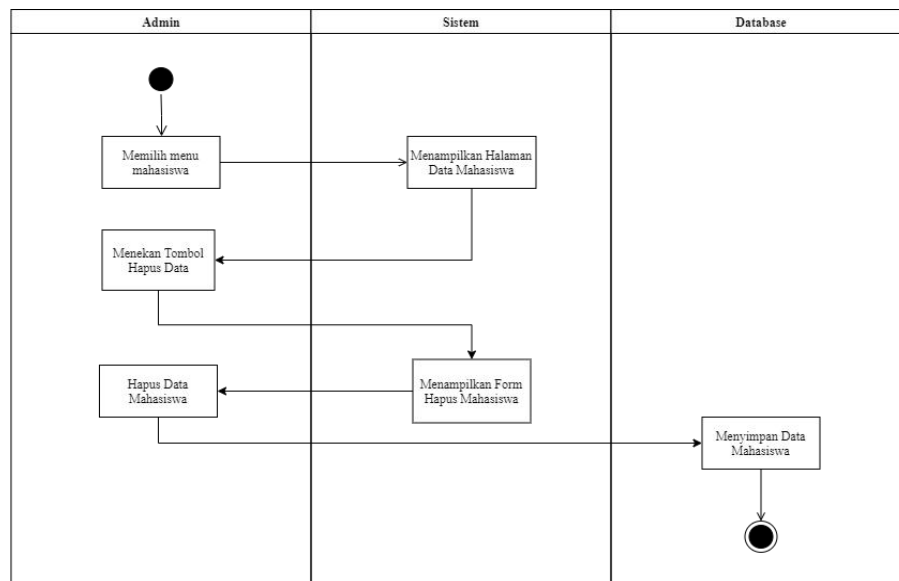 Admin
Sistem
Database
Memilih menu
mahasiswa
Menampilkan Halaman
Data Mahasiswa
Menekan Tombol
Hapus Data
Menampilkan Form
Hapus Mahasiswa
Hapus Data
Mahasiswa
Menyimpan Data
Mahasiswa